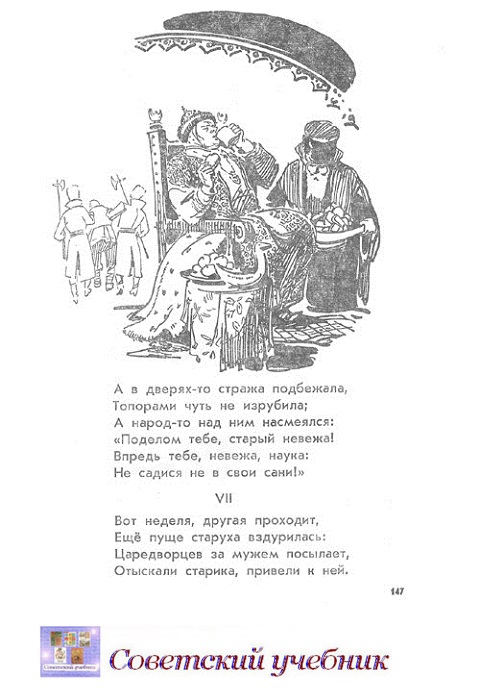 А в дверях-то стража подбежала,
Топорами чуть не изрубила;
А народ-то над ним насмеялся:
«Поделом тебе, старый невежа!
Впредь тебе, невежа, наука:
Не садися не в свои сани!»
VII
Вот неделя, другая проходит,
Ещё пуще старуха вздурилась:
Царедворцев за мужем посылает,
Отыскали старика, привели к ней.
147
Советский учебник
Советский учебник